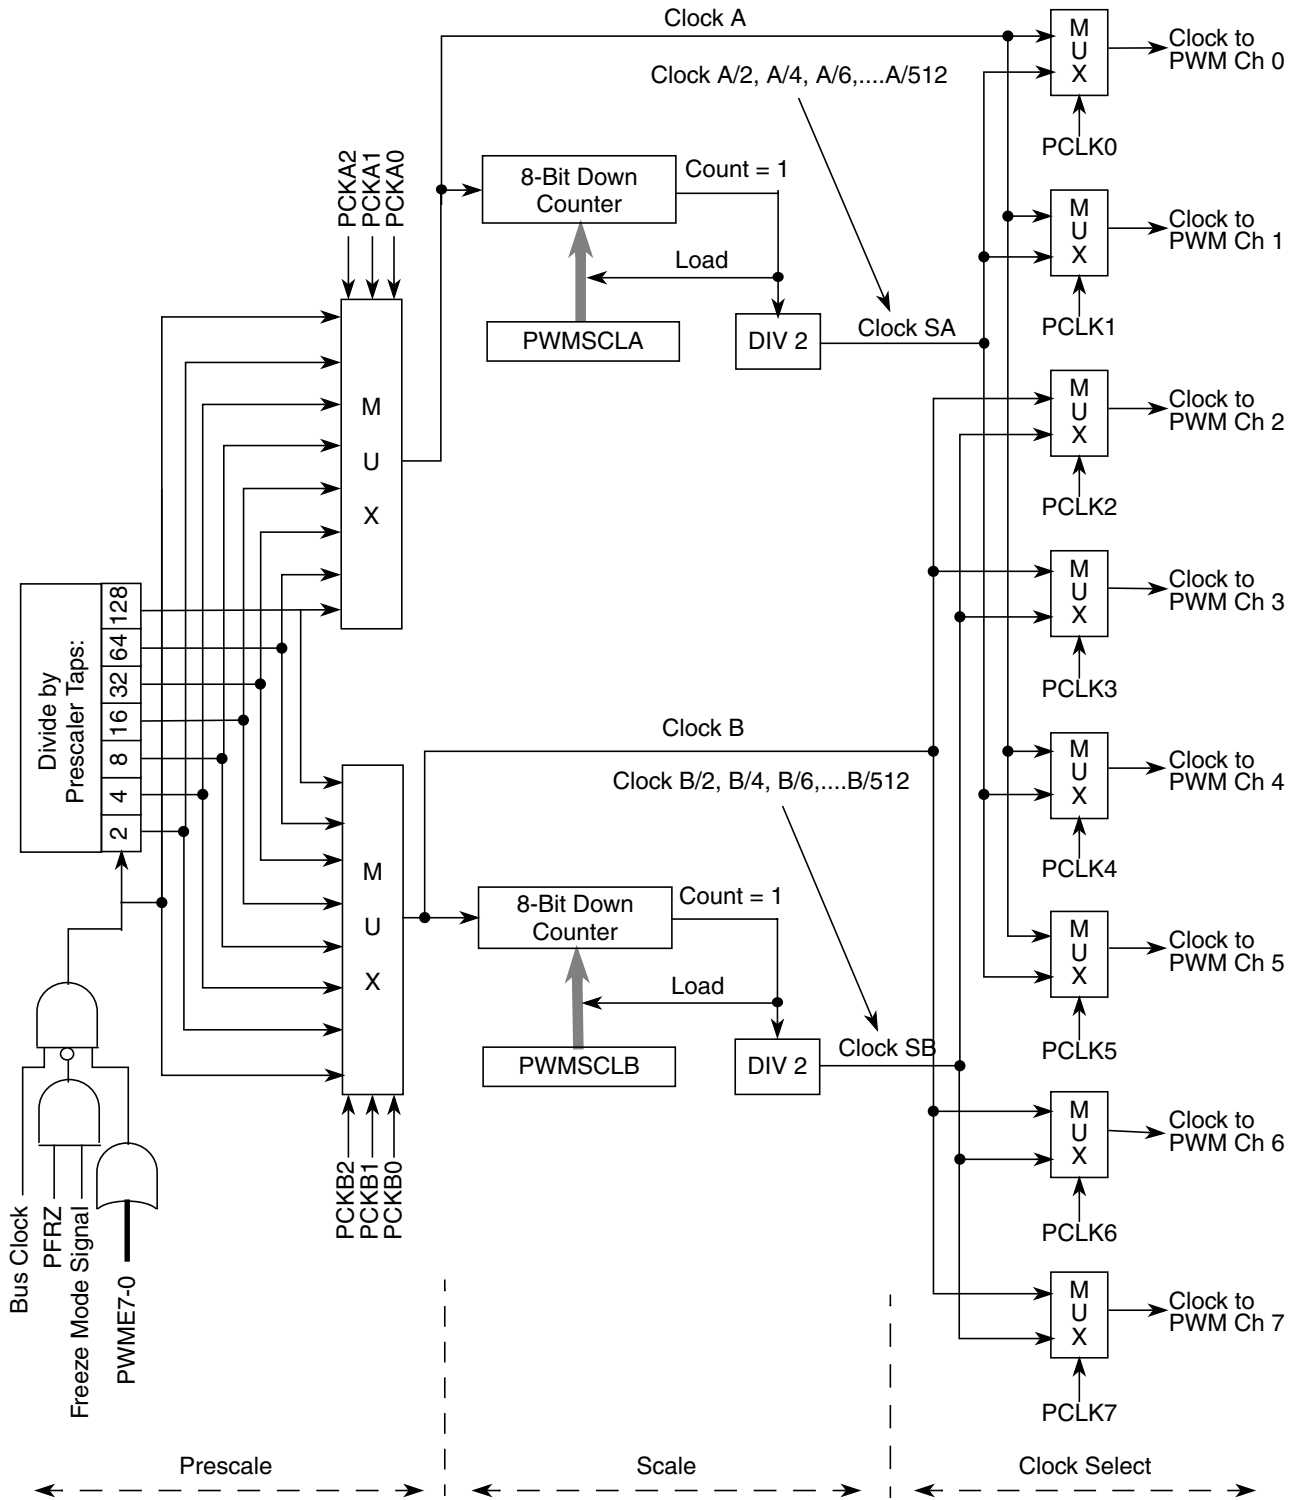 Clock A
Clock A/2, A/4, A/6,....A/512
M
U
X
Clock to
PWM Ch 0
PCLK0
PCKA2
PCKA1
PCKA0
8-Bit Down
Counter
Count = 1
Load
PWMSCLA
DIV 2
Clock SA
M
U
X
Clock to
PWM Ch 1
PCLK1
M
U
X
M
U
X
Clock to
PWM Ch 2
PCLK2
M
U
X
Clock to
PWM Ch 3
PCLK3
Divide by
Prescaler Taps:
128
64
32
16
8
4
2
Clock B
Clock B/2, B/4, B/6,....B/512
M
U
X
Clock to
PWM Ch 4
PCLK4
M
U
X
8-Bit Down
Counter
Count = 1
Load
PWMSCLB
DIV 2
Clock SB
M
U
X
Clock to
PWM Ch 5
PCLK5
M
U
X
Clock to
PWM Ch 6
PCLK6
PCKB2
PCKB1
PCKB0
Bus Clock
PFRZ
Freeze Mode Signal
PWME7-0
M
U
X
Clock to
PWM Ch 7
PCLK7
Prescale
Scale
Clock Select